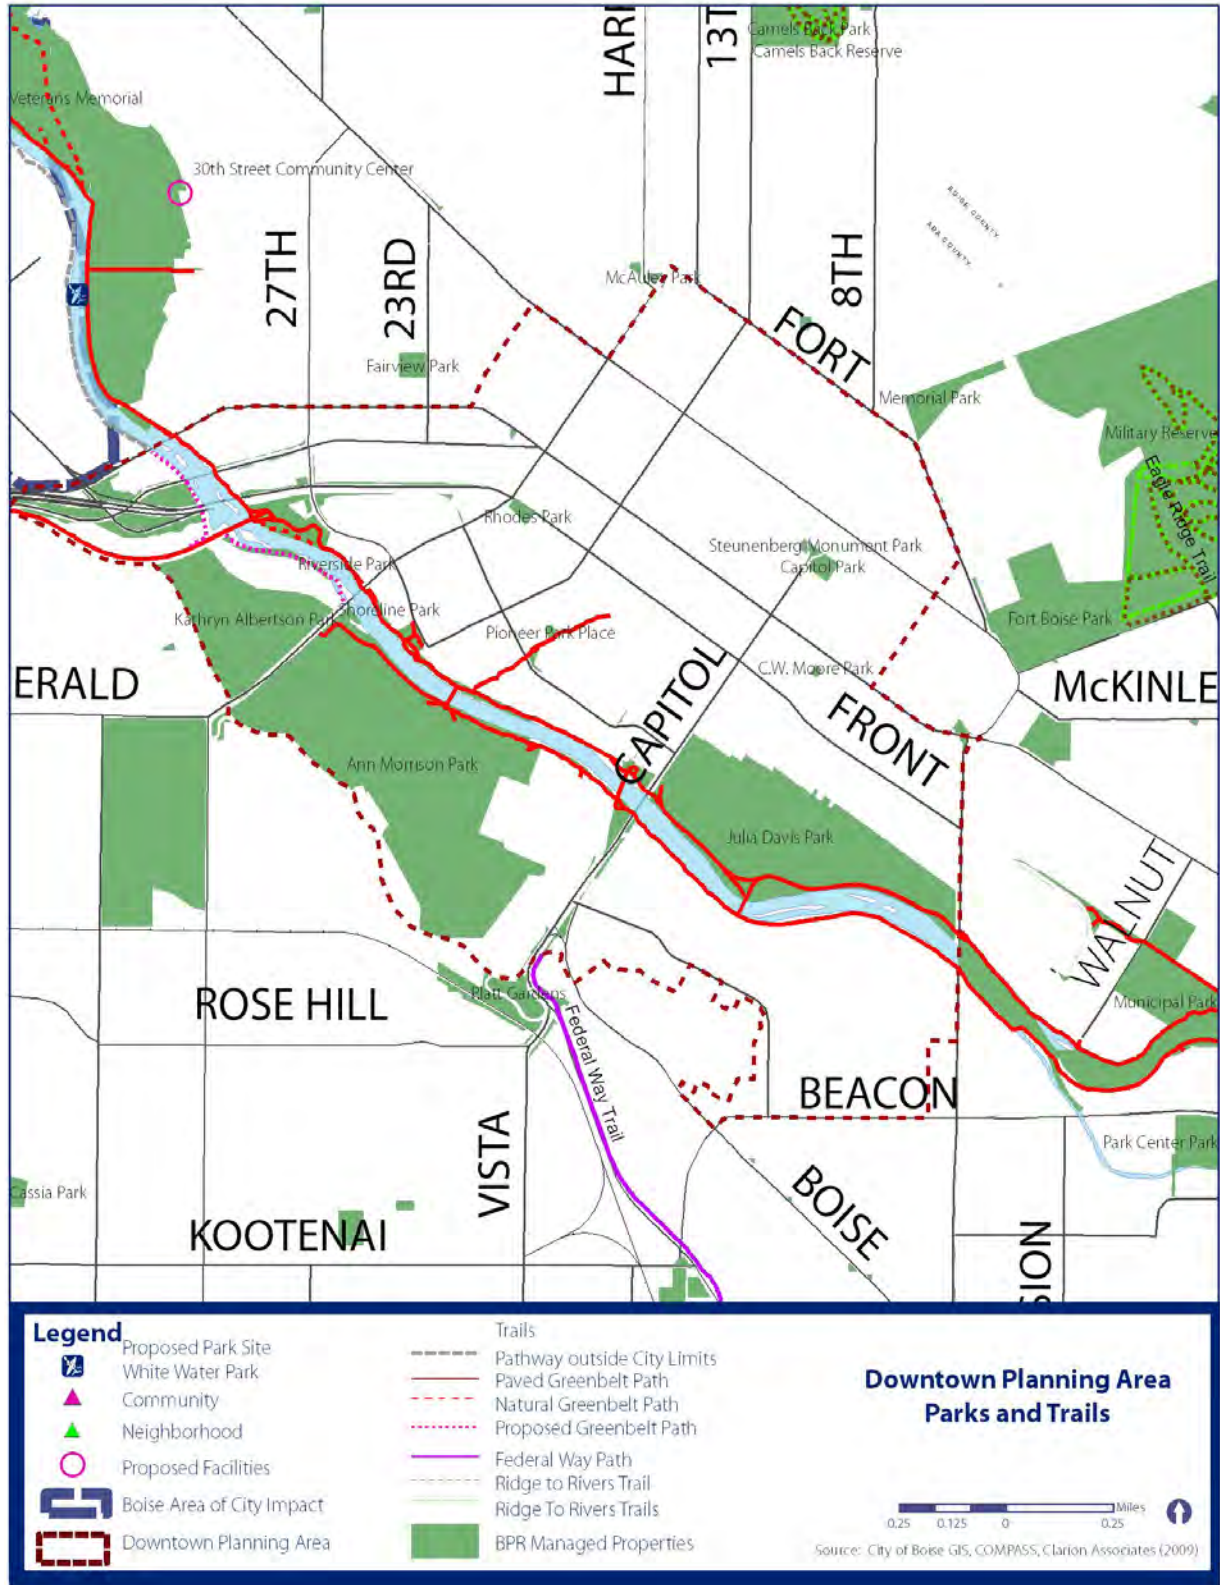 HARI
13T
Camels Back Park
Camels Back Reserve
Veterans Memorial
30th Street Community Center
BOISE COUNTY
ADA COUNTY
27TH
23RD
8TH
McAuley Park
FORT
Fairview Park
Memorial Park
Military Reserve
Eagle Ridge Trail
Rhodes Park
Steunenberg Monument Park
Capitol Park
Riverside Park
Kathryn Albertson Park
Shoreline Park
Pioneer Park Place
Fort Boise Park
C.W. Moore Park
ERALD
McKINLE
CAPITOL
FRONT
Ann Morrison Park
Julia Davis Park
WALNUT
ROSE HILL
Platt Gardens
Municipal Park
Federal Way Trail
BEACON
VISTA
Park Center Park
Cassia Park
BOISE
KOOTENAI
SION
Legend
Proposed Park Site
White Water Park
Community
Neighborhood
Proposed Facilities
Boise Area of City Impact
Downtown Planning Area
Trails
Pathway outside City Limits
Paved Greenbelt Path
Natural Greenbelt Path
Proposed Greenbelt Path
Federal Way Path
Ridge to Rivers Trail
Ridge To Rivers Trails
BPR Managed Properties
Downtown Planning Area
Parks and Trails
Miles
0.25 0.125 0 0.25
Source: City of Boise GIS, COMPASS, Clarion Associates (2009)